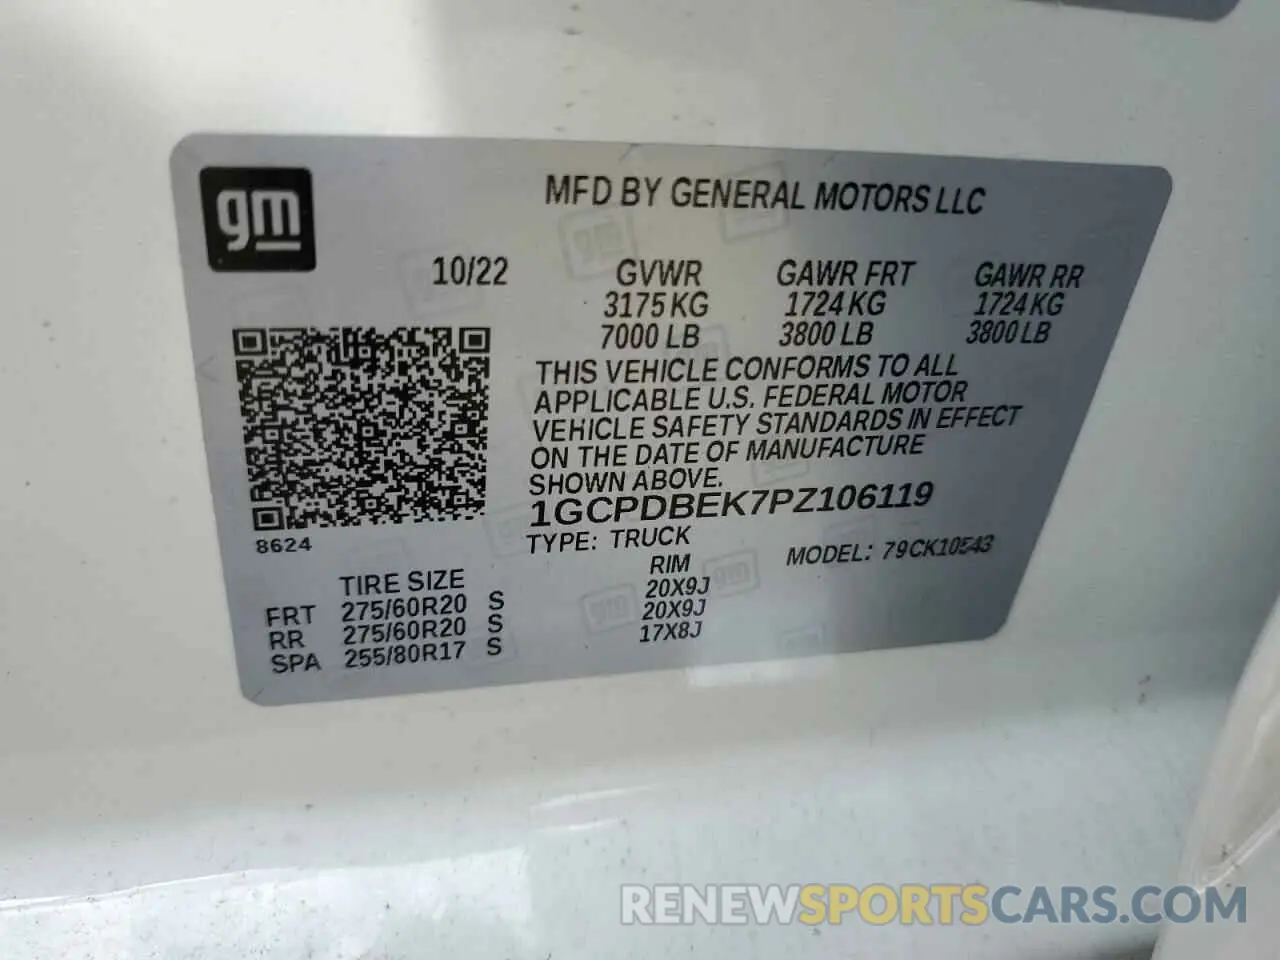 gm
MFD BY GENERAL MOTORS LLC
10/22 GVWR GAWR FRT GAWR RR
3175 KG 1724 KG 1724 KG
7000 LB 3800 LB 3800 LB
THIS VEHICLE CONFORMS TO ALL
APPLICABLE U.S. FEDERAL MOTOR
VEHICLE SAFETY STANDARDS IN EFFECT
ON THE DATE OF MANUFACTURE
SHOWN ABOVE.
1GCPDBEK7PZ106119
8624
TYPE: TRUCK MODEL: 79CK10543
TIRE SIZE RIM
FRT 275/60R20 S 20X9J
RR 275/60R20 S 20X9J
SPA 255/80R17 S 17X8J
RENEWSPORTSCARS.COM